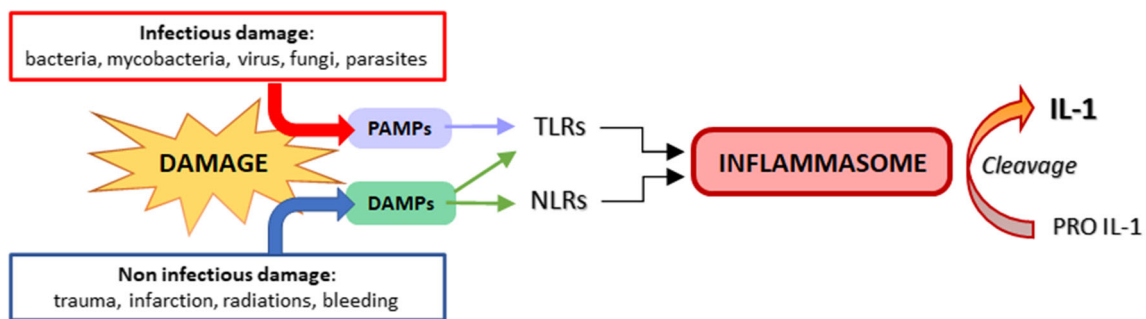 Infectious damage:
bacteria, mycobacteria, virus, fungi, parasites
DAMAGE
PAMPs
DAMPs
TLRs
NLRs
INFLAMMASOME
IL-1
Cleavage
PRO IL-1
Non infectious damage:
trauma, infarction, radiations, bleeding